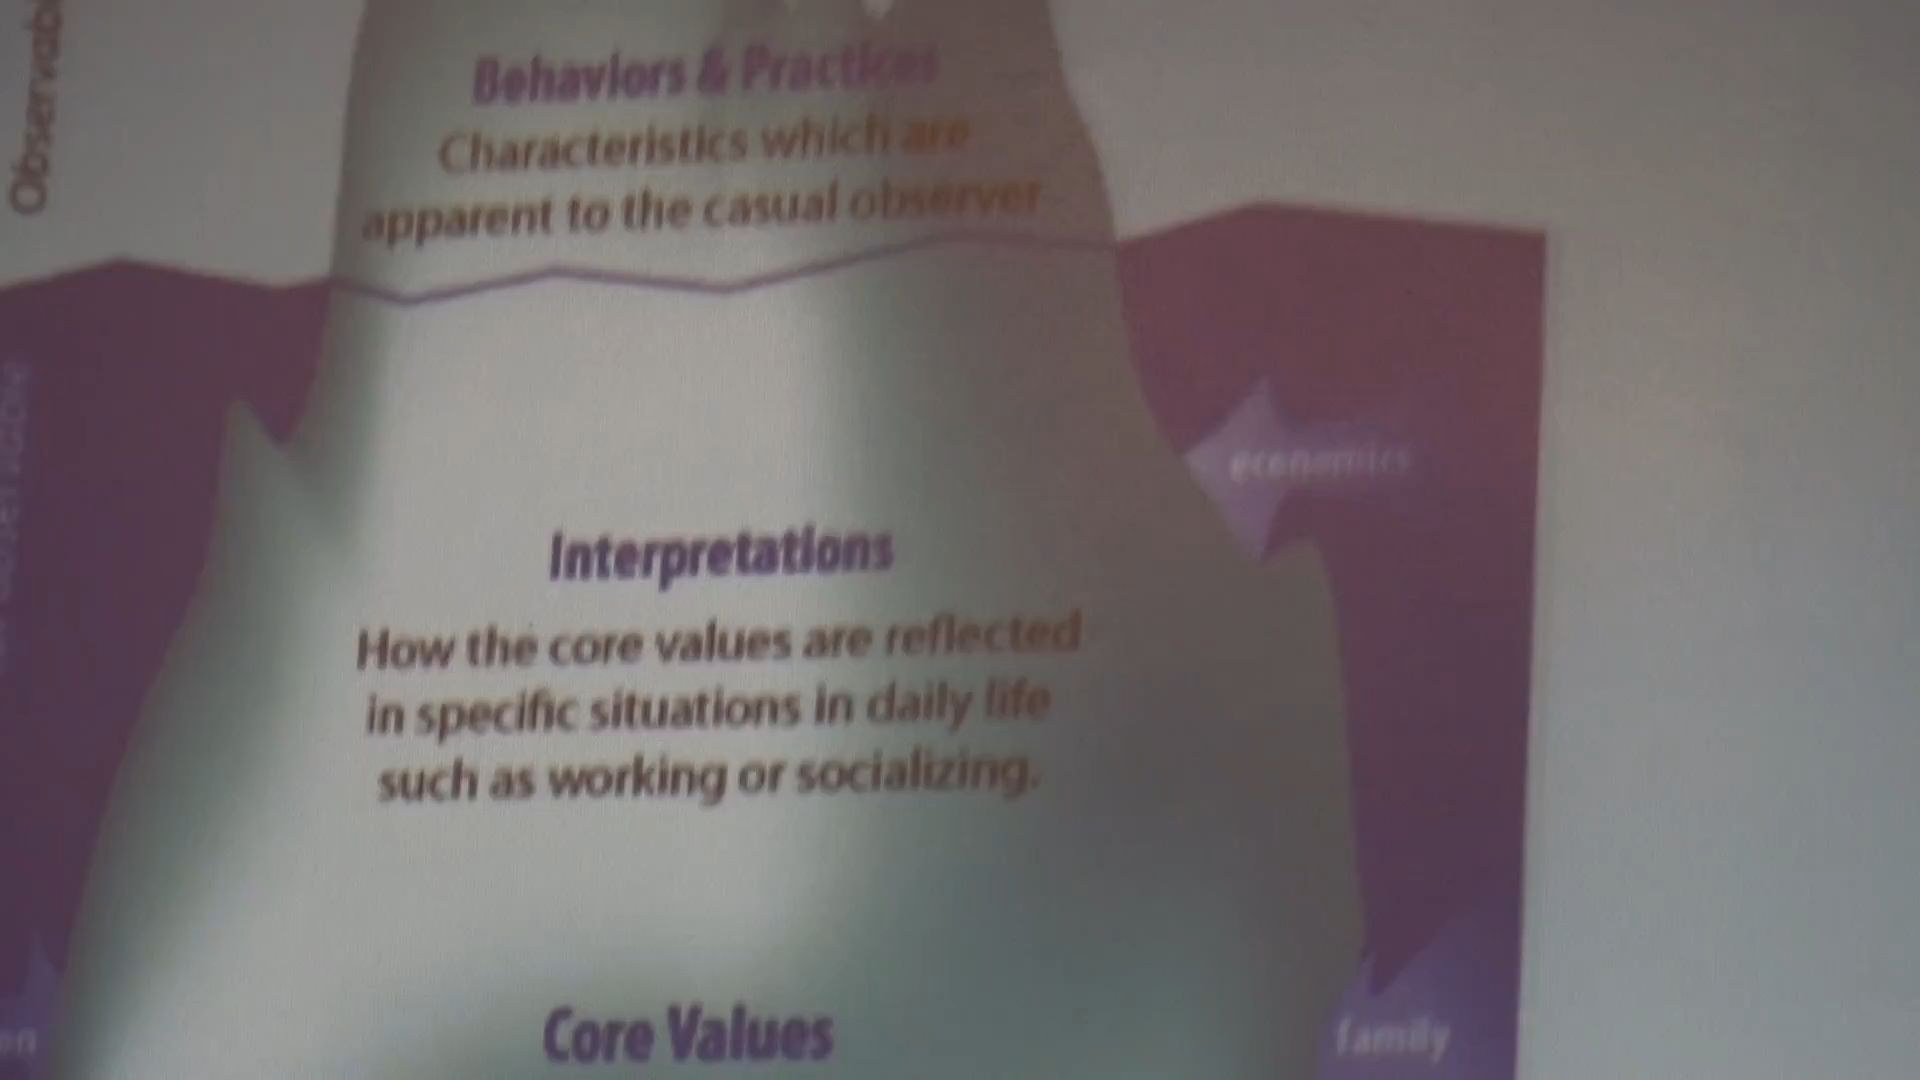 Behaviors & Practices
Characteristics which are
apparent to the casual observer
economics
Interpretations
How the core values are reflected
in specific situations in daily life
such as working or socializing.
Core Values
family